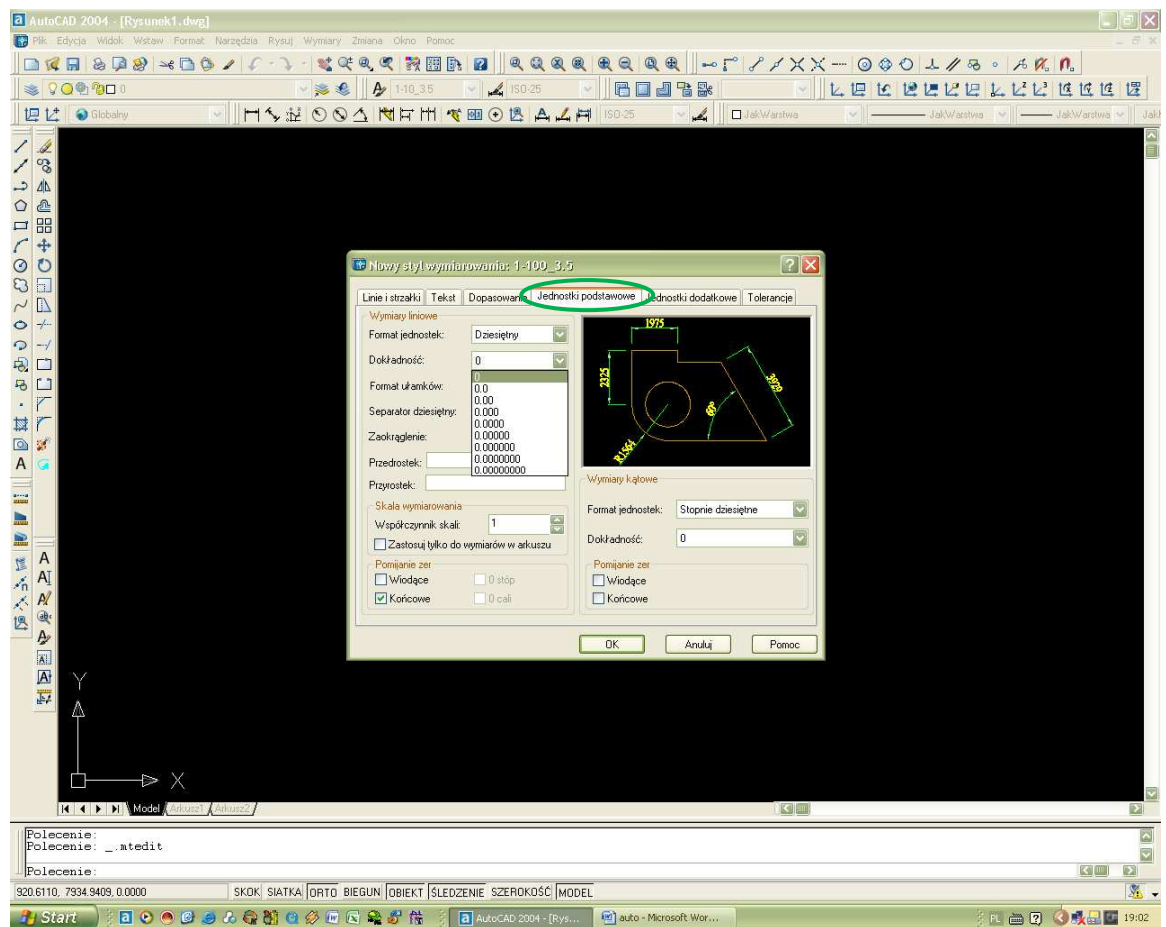 AutoCAD 2004 - [Rysunek1.dwg]
Plik Edycja Widok Wstaw Format Narzędzia Rysuj Wymiary Zmiana Okno Pomoc
0 1-10_3.5 ISO-25
Globalny ISO-25 JakWarstwa JakWarstwa JakWarstwa
Nowy styl wymiarowania: 1-100_3.5
Linie i strzałki Tekst Dopasowanie Jednostki podstawowe Jednostki dodatkowe Tolerancje
Wymiary liniowe
Format jednostek: Dziesiętny
Dokładność: 0
0
0.0
0.00
0.000
0.0000
0.00000
0.000000
0.0000000
0.00000000
Format ułamków:
Separator dziesiętny:
Zaokrąglenie:
Przedrostek:
Przyrostek:
Skala wymiarowania
Współczynnik skali: 1
Zastosuj tylko do wymiarów w arkuszu
Pomijanie zer
Wiodące 0 stóp
Końcowe 0 cali
1975
2325
3929
60°
R1564
Wymiary kątowe
Format jednostek: Stopnie dziesiętne
Dokładność: 0
Pomijanie zer
Wiodące
Końcowe
OK Anuluj Pomoc
Y
X
Model Arkusz1 Arkusz2
Polecenie:
Polecenie: _.mtedit
Polecenie:
920.6110, 7934.9409, 0.0000 SKOK SIATKA ORTO BIEGUN OBIEKT ŚLEDZENIE SZEROKOŚĆ MODEL
Start AutoCAD 2004 - [Rys... auto - Microsoft Wor... PL 19:02